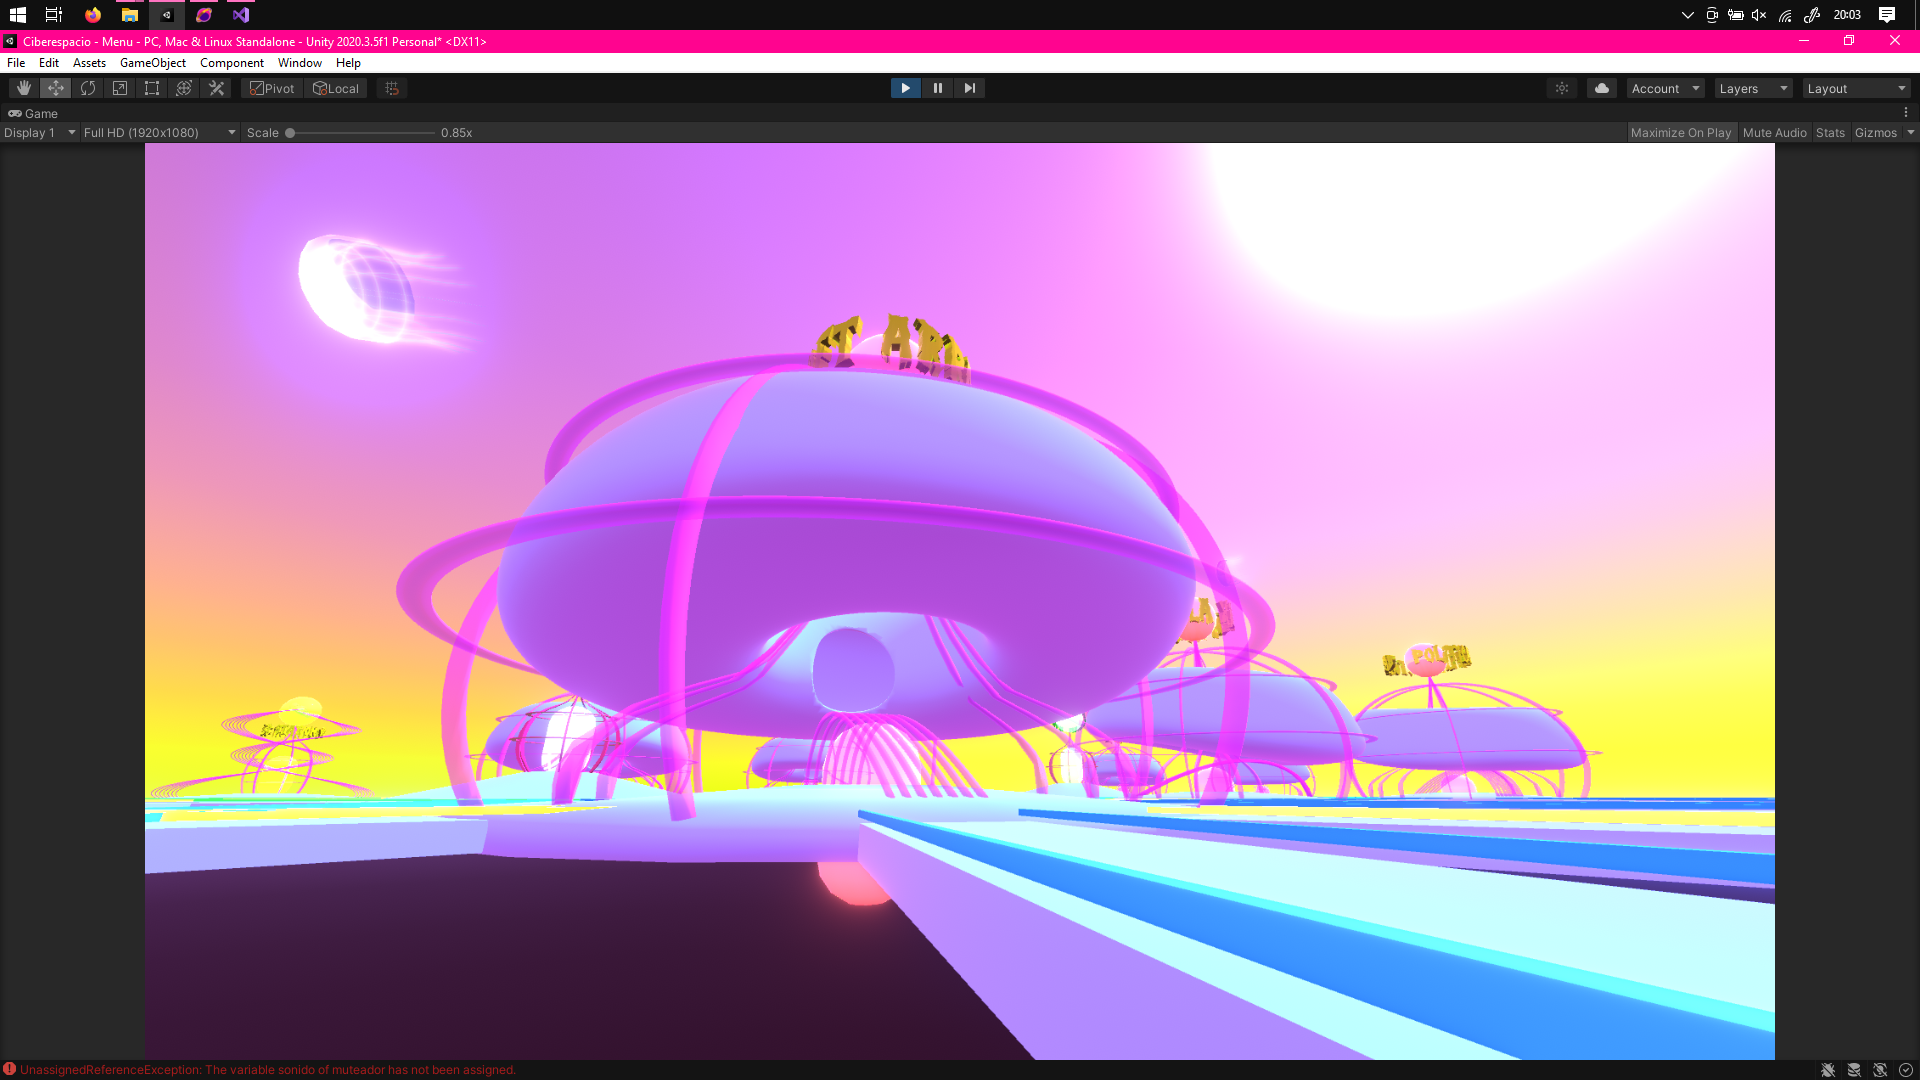 20:03
Ciberespacio - Menu - PC, Mac & Linux Standalone - Unity 2020.3.5f1 Personal* <DX11>
File Edit Assets GameObject Component Window Help
Pivot Local Account Layers Layout
Game
Display 1 Full HD (1920x1080) Scale 0.85x Maximize On Play Mute Audio Stats Gizmos
UnassignedReferenceException: The variable sonido of muteador has not been assigned.